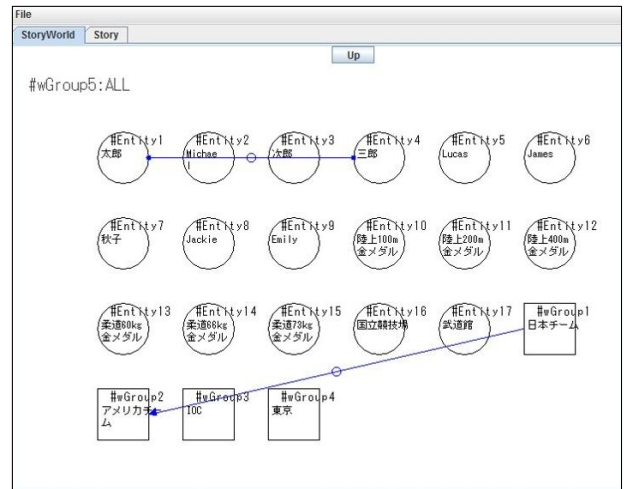 File
StoryWorld Story
Up
#wGroup5:ALL
#Entity1 #Entity2 #Entity3 #Entity4 #Entity5 #Entity6
太郎 Michae 次郎 三郎 Lucas James
l
#Entity7 #Entity8 #Entity9 #Entity10 #Entity11 #Entity12
秋子 Jackie Emily 陸上100m 陸上200m 陸上400m
金メダル 金メダル 金メダル
#Entity13 #Entity14 #Entity15 #Entity16 #Entity17 #wGroup1
柔道60kg 柔道66kg 柔道73kg 国立競技場 武道館 日本チーム
金メダル 金メダル 金メダル
#wGroup2 #wGroup3 #wGroup4
アメリカチー IOC 東京
ム